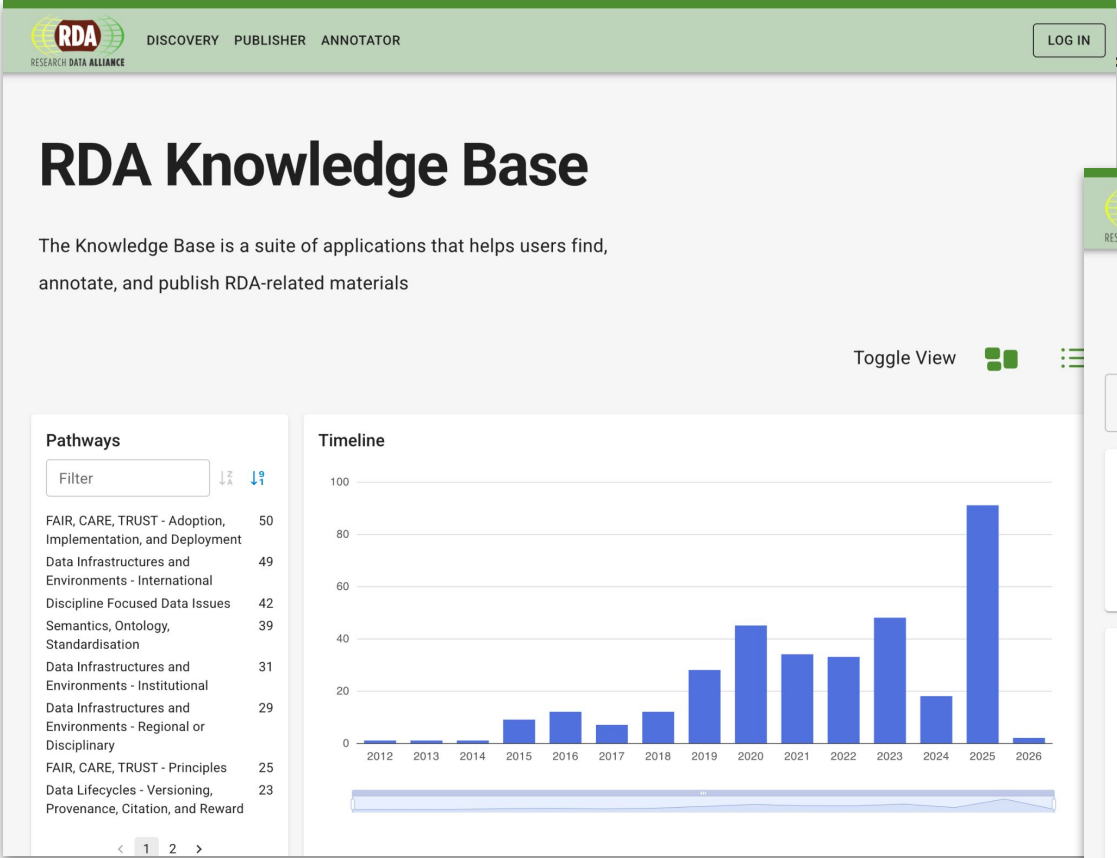 RDA
RESEARCH DATA ALLIANCE
DISCOVERY PUBLISHER ANNOTATOR
LOG IN
RDA Knowledge Base
The Knowledge Base is a suite of applications that helps users find,
annotate, and publish RDA-related materials
Toggle View
Pathways
Filter
FAIR, CARE, TRUST - Adoption, 50
Implementation, and Deployment
Data Infrastructures and 49
Environments - International
Discipline Focused Data Issues 42
Semantics, Ontology, 39
Standardisation
Data Infrastructures and 31
Environments - Institutional
Data Infrastructures and 29
Environments - Regional or
Disciplinary
FAIR, CARE, TRUST - Principles 25
Data Lifecycles - Versioning, 23
Provenance, Citation, and Reward
< 1 2 >
Timeline
100
80
60
40
20
0
2012 2013 2014 2015 2016 2017 2018 2019 2020 2021 2022 2023 2024 2025 2026